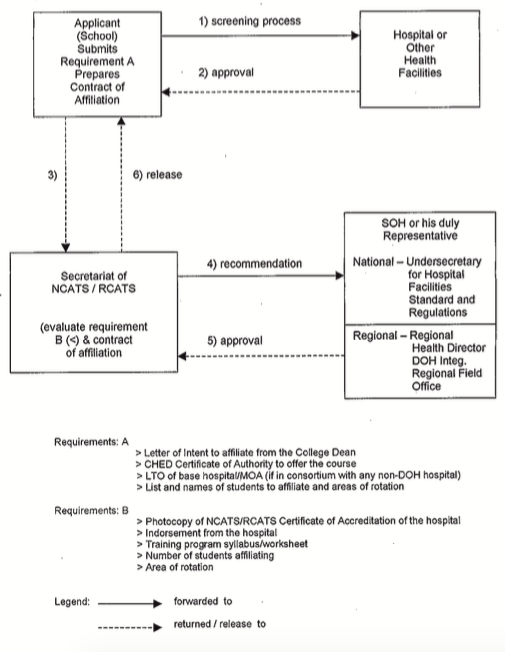 Applicant
(School)
Submits
Requirement A
Prepares
Contract of
Affiliation
1) screening process
2) approval
Hospital or
Other
Health
Facilities
3)
6) release
Secretariat of
NCATS / RCATS
(evaluate requirement
B (<) & contract
of affiliation
4) recommendation
5) approval
SOH or his duly
Representative
National – Undersecretary
for Hospital
Facilities
Standard and
Regulations
Regional – Regional
Health Director
DOH Integ.
Regional Field
Office
Requirements: A
> Letter of Intent to affiliate from the College Dean
> CHED Certificate of Authority to offer the course
> LTO of base hospital/MOA (if in consortium with any non-DOH hospital)
> List and names of students to affiliate and areas of rotation
Requirements: B
> Photocopy of NCATS/RCATS Certificate of Accreditation of the hospital
> Indorsement from the hospital
> Training program syllabus/worksheet
> Number of students affiliating
> Area of rotation
Legend:
forwarded to
returned / release to